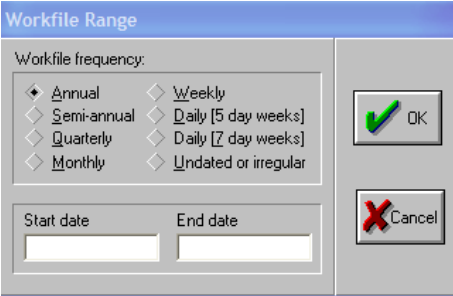 Workfile Range
Workfile frequency:
Annual
Semi-annual
Quarterly
Monthly
Weekly
Daily [5 day weeks]
Daily [7 day weeks]
Undated or irregular
Start date
End date
OK
Cancel